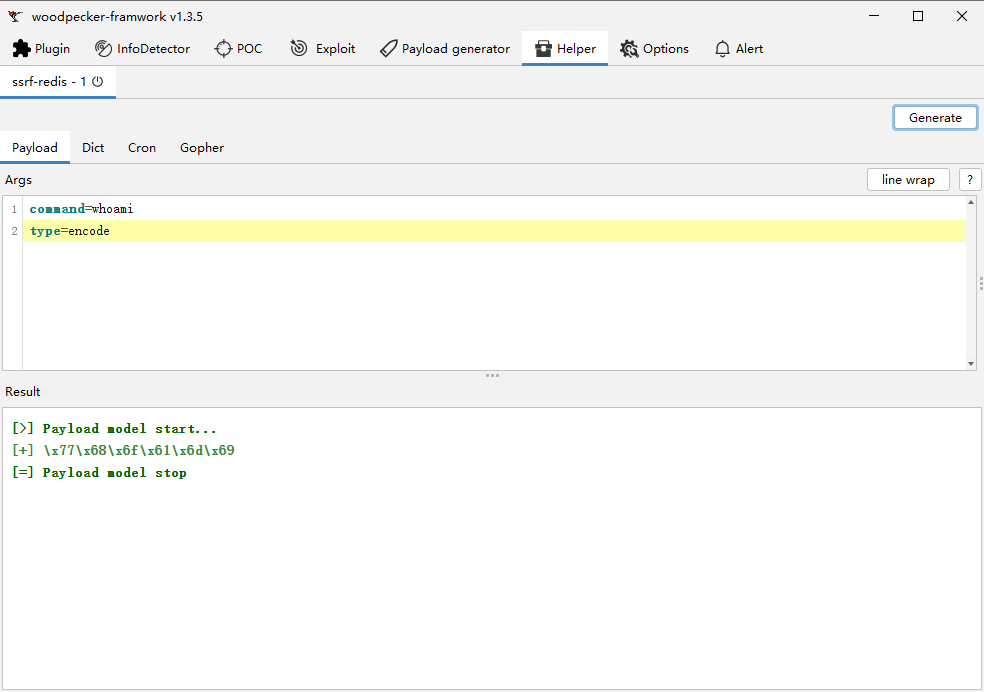 woodpecker-framwork v1.3.5
Plugin InfoDetector POC Exploit Payload generator Helper Options Alert
ssrf-redis - 1
Generate
Payload Dict Cron Gopher
Args line wrap ?
1 command=whoami
2 type=encode
Result
[>] Payload model start...
[+] \x77\x68\x6f\x61\x6d\x69
[=] Payload model stop